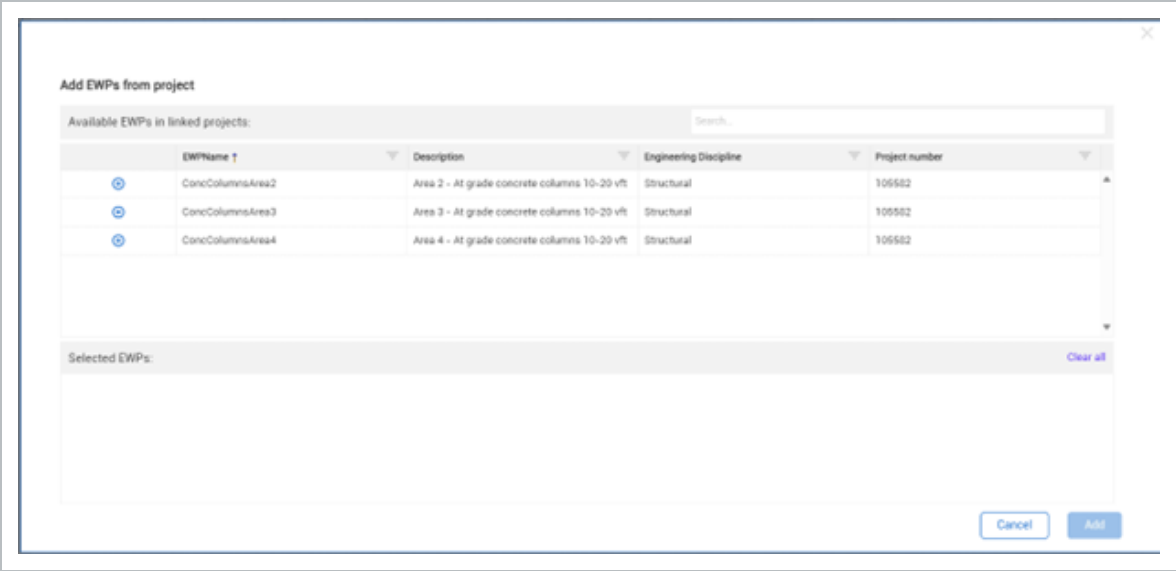 Add EWPs from project
Available EWPs in linked projects: Search...
EWPName ↑ Description Engineering Discipline Project number
ConcColumnsArea2 Area 2 - At grade concrete columns 10-20 vft Structural 105582
ConcColumnsArea3 Area 3 - At grade concrete columns 10-20 vft Structural 105582
ConcColumnsArea4 Area 4 - At grade concrete columns 10-20 vft Structural 105582
Selected EWPs: Clear all
Cancel Add